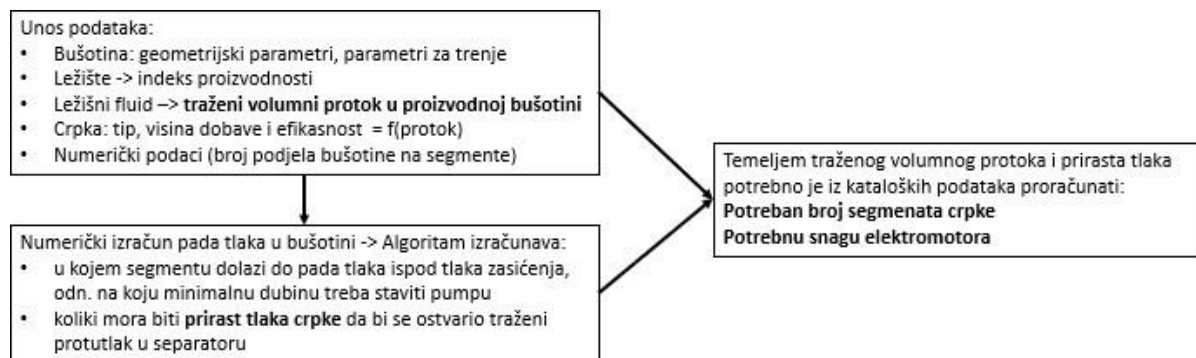 Unos podataka:
• Bušotina: geometrijski parametri, parametri za trenje
• Ležište -> indeks proizvodnosti
• Ležišni fluid –> traženi volumni protok u proizvodnoj bušotini
• Crpka: tip, visina dobave i efikasnost = f(protok)
• Numerički podaci (broj podjela bušotine na segmente)
Numerički izračun pada tlaka u bušotini -> Algoritam izračunava:
• u kojem segmentu dolazi do pada tlaka ispod tlaka zasićenja,
odn. na koju minimalnu dubinu treba staviti pumpu
• koliki mora biti prirast tlaka crpke da bi se ostvario traženi
protutlak u separatoru
Temeljem traženog volumnog protoka i prirasta tlaka
potrebno je iz kataloških podataka proračunati:
Potreban broj segmenata crpke
Potrebnu snagu elektromotora